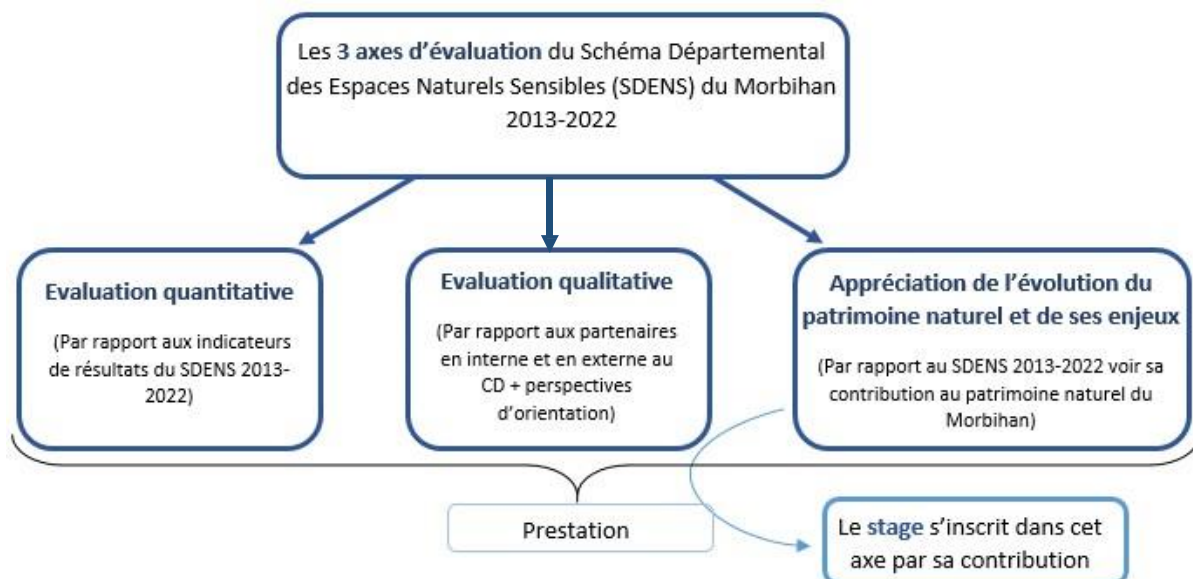 Les 3 axes d’évaluation du Schéma Départemental
des Espaces Naturels Sensibles (SDENS) du Morbihan
2013-2022
Evaluation quantitative
(Par rapport aux indicateurs
de résultats du SDENS 2013-
2022)
Evaluation qualitative
(Par rapport aux partenaires
en interne et en externe au
CD + perspectives
d’orientation)
Appréciation de l’évolution du
patrimoine naturel et de ses enjeux
(Par rapport au SDENS 2013-2022 voir sa
contribution au patrimoine naturel du
Morbihan)
Prestation
Le stage s’inscrit dans cet
axe par sa contribution